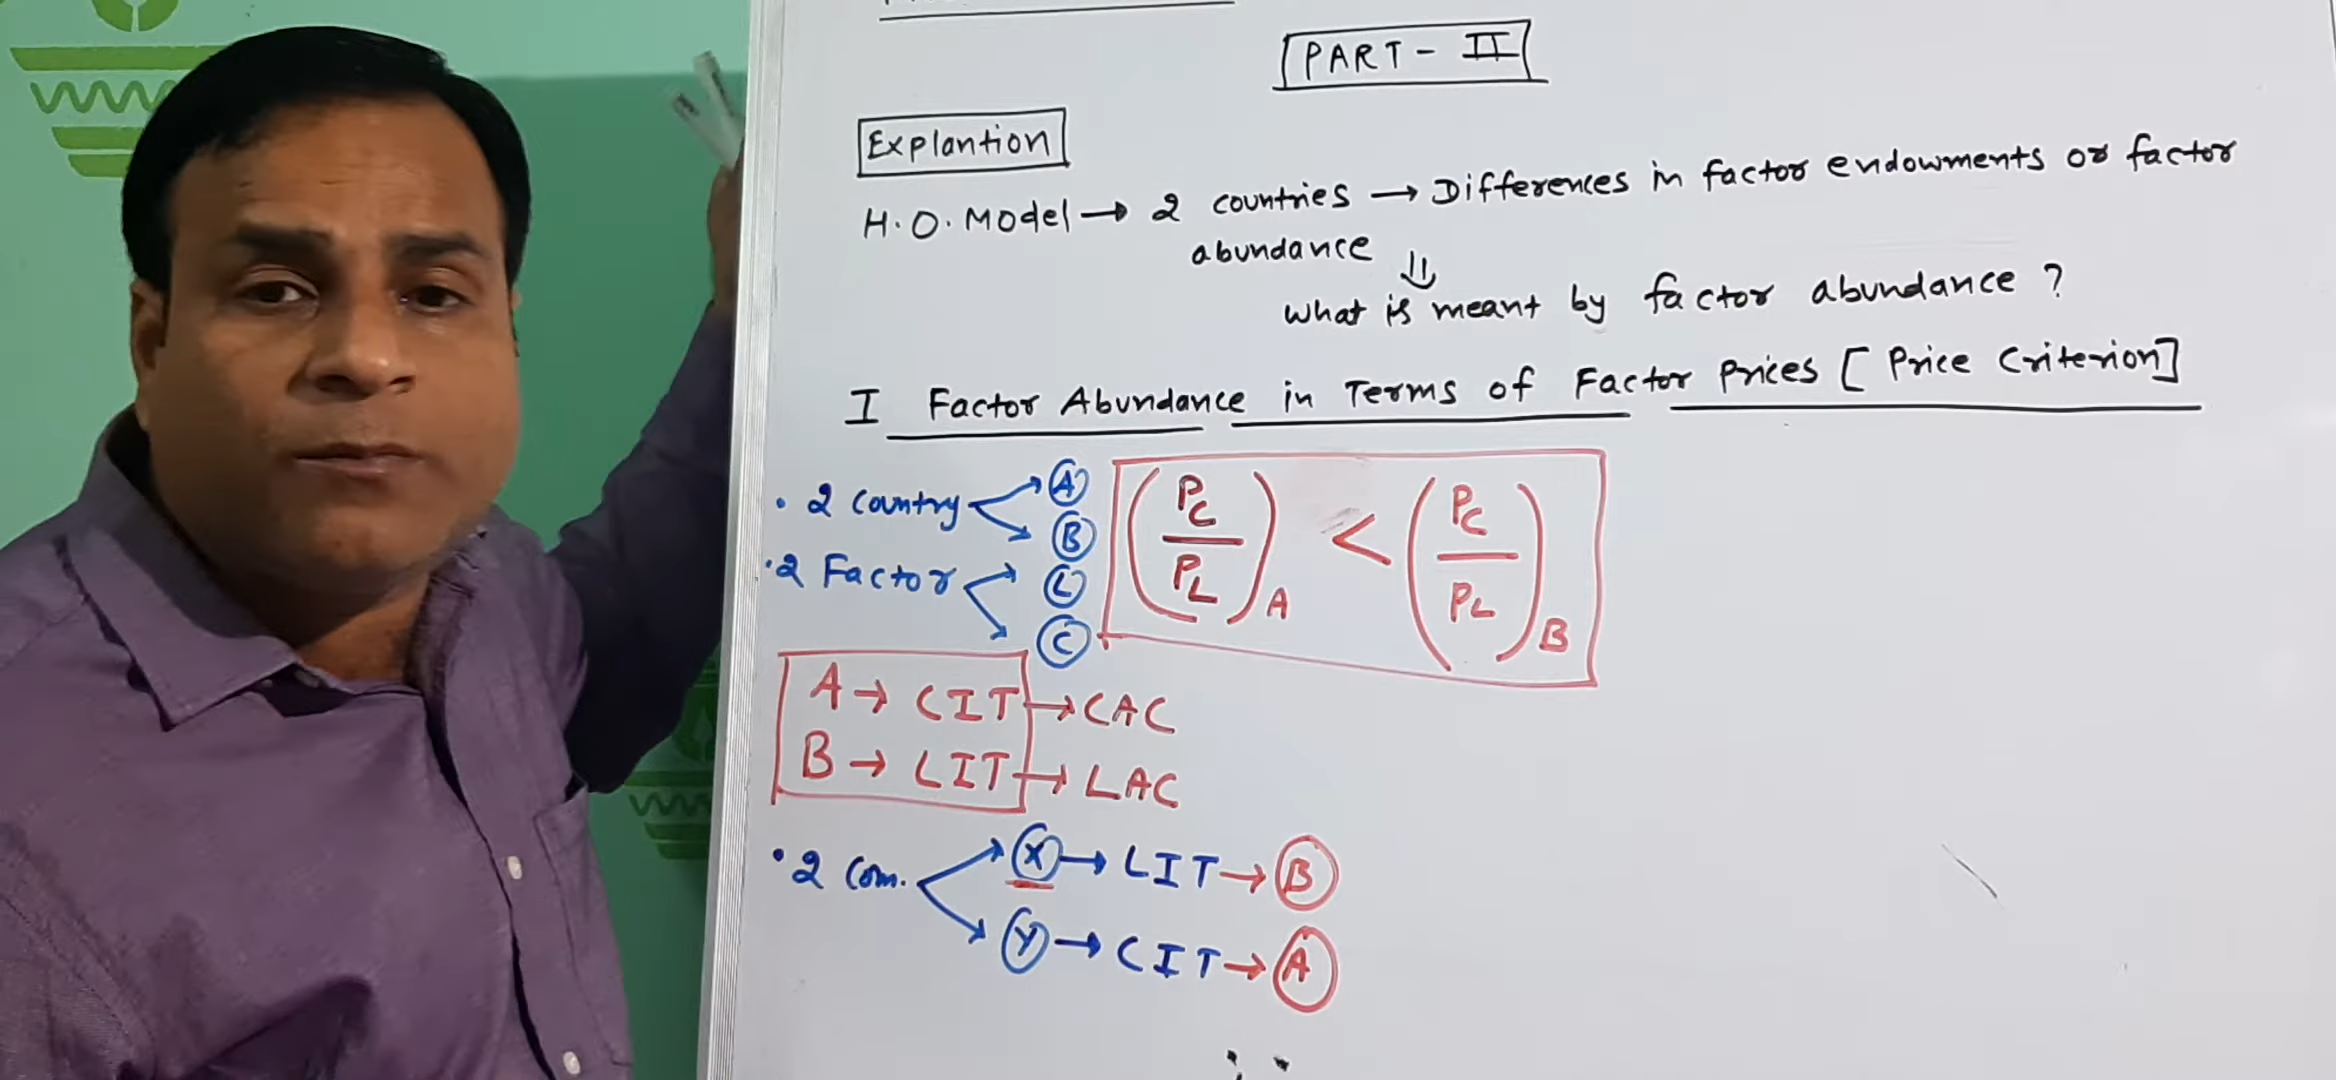 PART - II
Explantion
H.O. Model → 2 countries → Differences in factor endowments or factor
abundance ⇓
What is meant by factor abundance ?
I Factor Abundance in Terms of Factor Prices [ Price Criterion]
• 2 Country A
B
(PC/PL)A < (PC/PL)B
• 2 Factor L
C
A → CIT → CAC
B → LIT → LAC
• 2 Com. X → LIT → B
Y → CIT → A